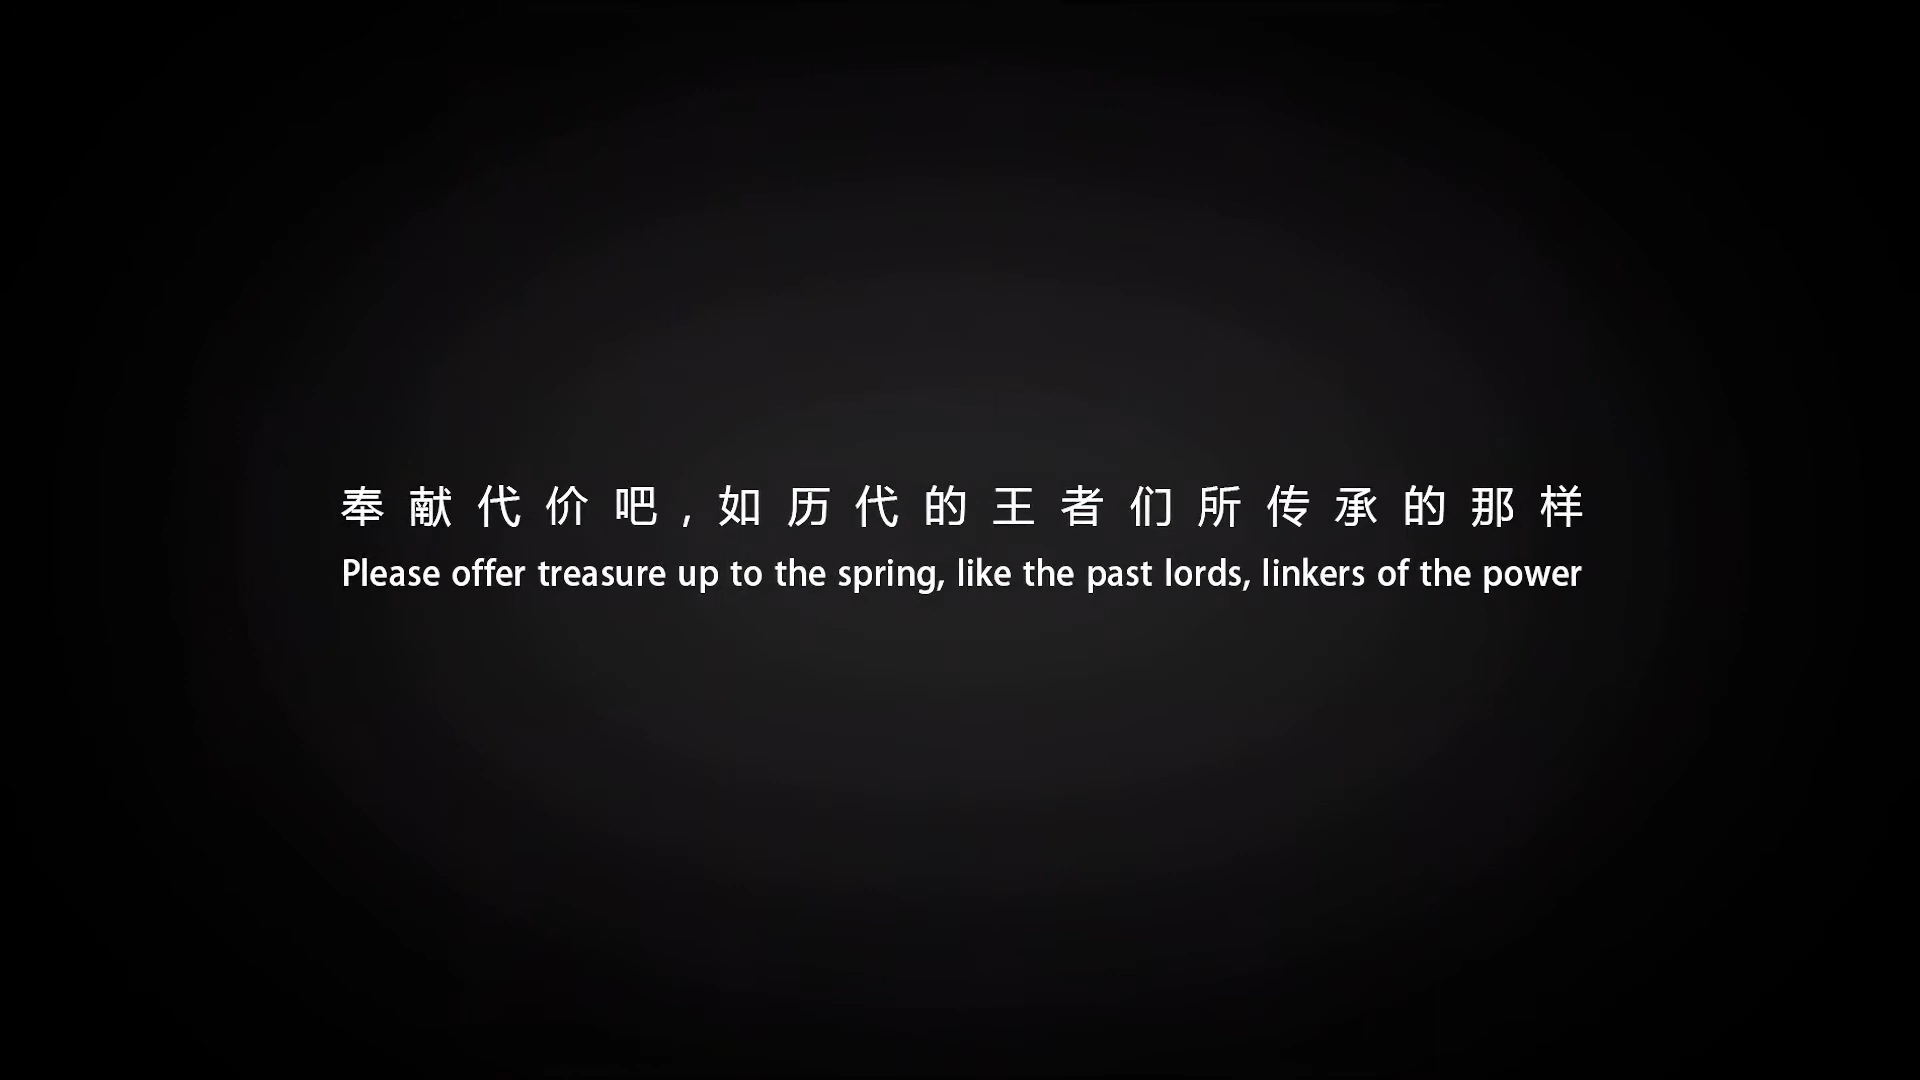 奉献代价吧,如历代的王者们所传承的那样
Please offer treasure up to the spring, like the past lords, linkers of the power